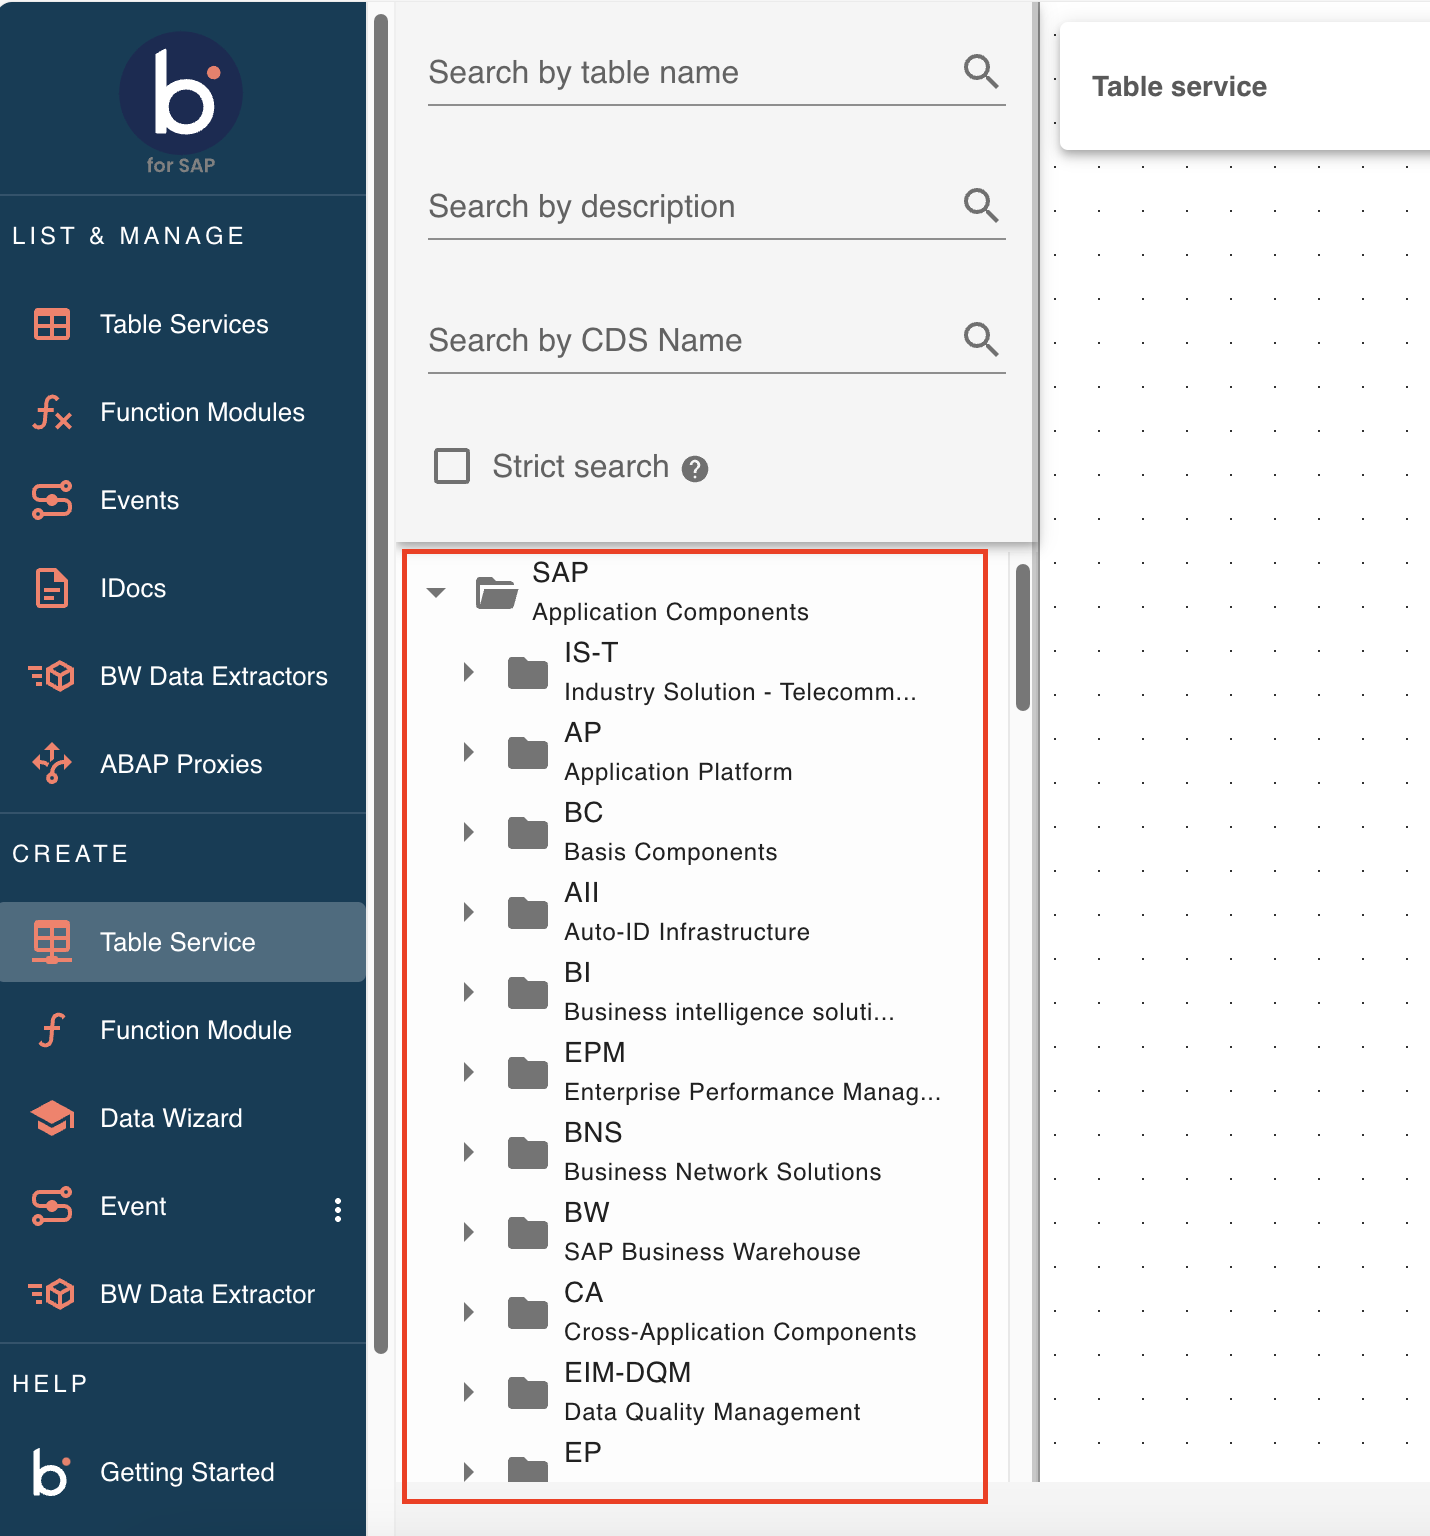 b
for SAP
LIST & MANAGE
Table Services
Function Modules
Events
IDocs
BW Data Extractors
ABAP Proxies
CREATE
Table Service
Function Module
Data Wizard
Event
BW Data Extractor
HELP
b
Getting Started
Search by table name
Search by description
Search by CDS Name
Strict search ?
SAP
Application Components
IS-T
Industry Solution - Telecomm...
AP
Application Platform
BC
Basis Components
AII
Auto-ID Infrastructure
BI
Business intelligence soluti...
EPM
Enterprise Performance Manag...
BNS
Business Network Solutions
BW
SAP Business Warehouse
CA
Cross-Application Components
EIM-DQM
Data Quality Management
EP
Table service